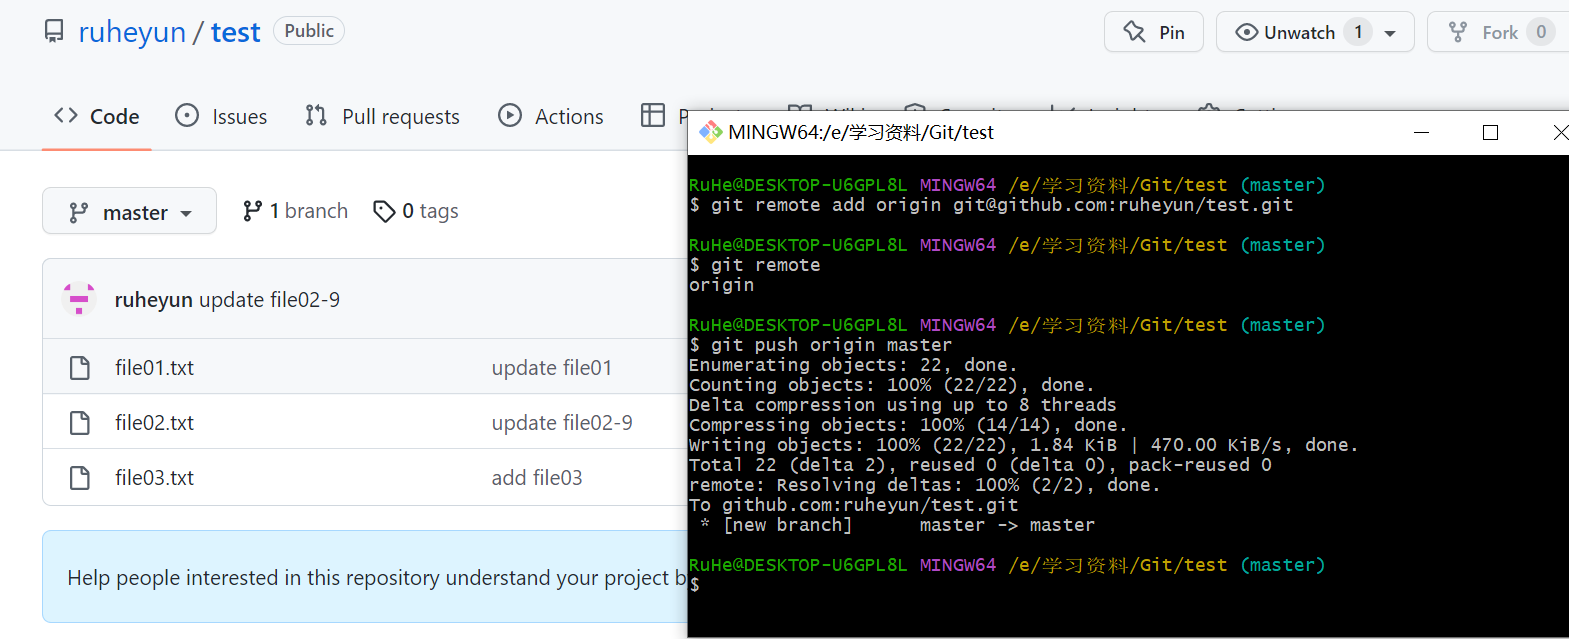 ruheyun / test Public
Pin Unwatch 1 Fork 0
Code Issues Pull requests Actions
master 1 branch 0 tags
ruheyun update file02-9
file01.txt update file01
file02.txt update file02-9
file03.txt add file03
Help people interested in this repository understand your project b
MINGW64:/e/学习资料/Git/test
RuHe@DESKTOP-U6GPL8L MINGW64 /e/学习资料/Git/test (master)
$ git remote add origin git@github.com:ruheyun/test.git
RuHe@DESKTOP-U6GPL8L MINGW64 /e/学习资料/Git/test (master)
$ git remote
origin
RuHe@DESKTOP-U6GPL8L MINGW64 /e/学习资料/Git/test (master)
$ git push origin master
Enumerating objects: 22, done.
Counting objects: 100% (22/22), done.
Delta compression using up to 8 threads
Compressing objects: 100% (14/14), done.
Writing objects: 100% (22/22), 1.84 KiB | 470.00 KiB/s, done.
Total 22 (delta 2), reused 0 (delta 0), pack-reused 0
remote: Resolving deltas: 100% (2/2), done.
To github.com:ruheyun/test.git
* [new branch] master -> master
RuHe@DESKTOP-U6GPL8L MINGW64 /e/学习资料/Git/test (master)
$